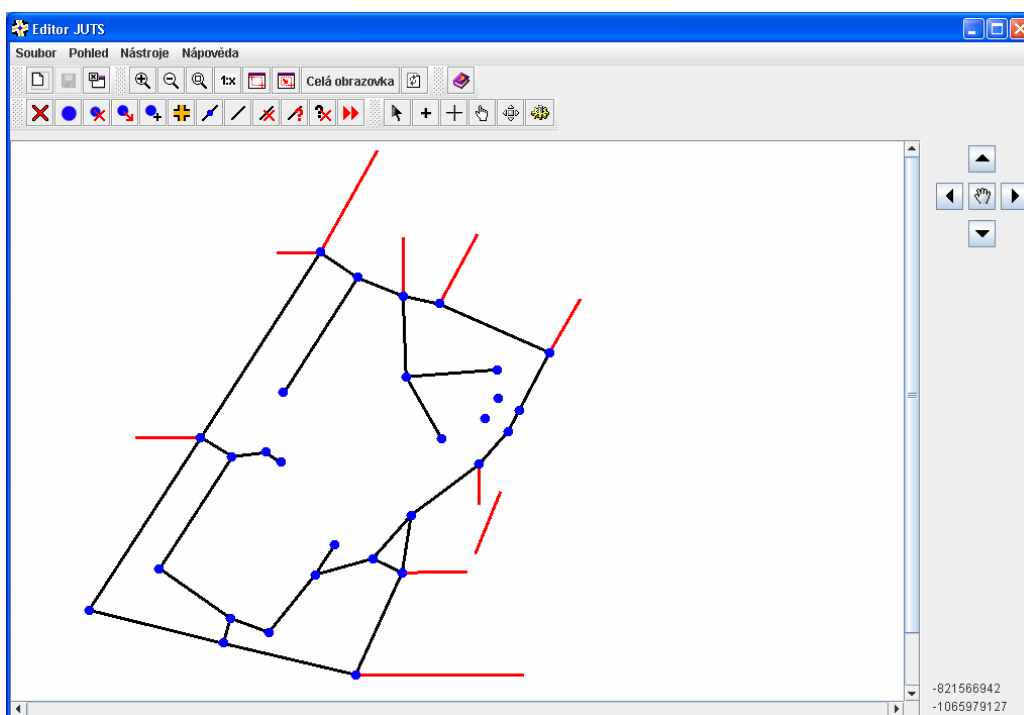 Editor JUTS
Soubor Pohled Nástroje Nápověda
1:x Celá obrazovka
-821566942
-1065979127